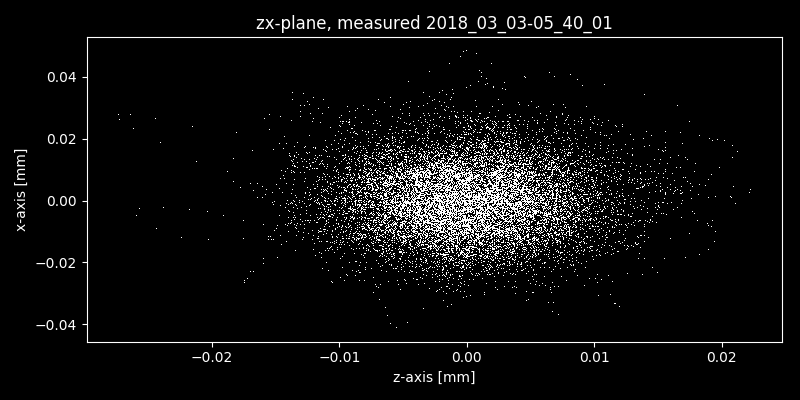 zx-plane, measured 2018_03_03-05_40_01
0.04
0.02
0.00
−0.02
−0.04
x-axis [mm]
−0.02 −0.01 0.00 0.01 0.02
z-axis [mm]